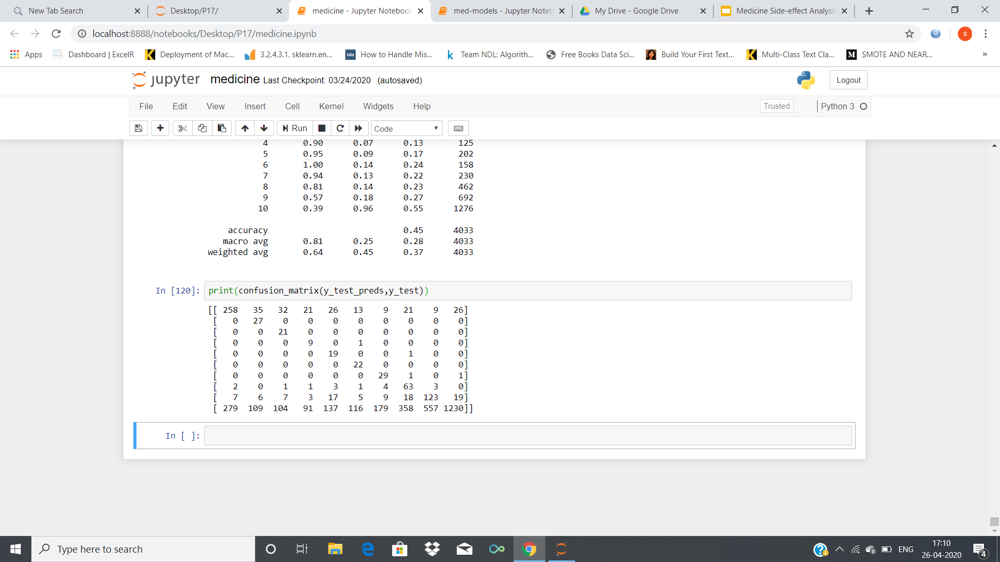 New Tab Search
Desktop/P17/
medicine - Jupyter Notebook
med-models - Jupyter Noteb
My Drive - Google Drive
Medicine Side-effect Analysis
localhost:8888/notebooks/Desktop/P17/medicine.ipynb
s
Apps
Dashboard | ExcelR
Deployment of Mac...
3.2.4.3.1. sklearn.en...
tds
How to Handle Mis...
k
Team NDL: Algorith...
Free Books Data Sci...
Build Your First Text...
Multi-Class Text Cla...
M
SMOTE AND NEAR...
»
jupyter medicine Last Checkpoint: 03/24/2020 (autosaved)
Logout
File Edit View Insert Cell Kernel Widgets Help
Trusted
Python 3
Run
Code
4 0.90 0.07 0.13 125
5 0.95 0.09 0.17 202
6 1.00 0.14 0.24 158
7 0.94 0.13 0.22 230
8 0.81 0.14 0.23 462
9 0.57 0.18 0.27 692
10 0.39 0.96 0.55 1276
accuracy 0.45 4033
macro avg 0.81 0.25 0.28 4033
weighted avg 0.64 0.45 0.37 4033
In [120]: print(confusion_matrix(y_test_preds,y_test))
[[ 258 35 32 21 26 13 9 21 9 26]
[ 0 27 0 0 0 0 0 0 0 0]
[ 0 0 21 0 0 0 0 0 0 0]
[ 0 0 0 9 0 1 0 0 0 0]
[ 0 0 0 0 19 0 0 1 0 0]
[ 0 0 0 0 0 22 0 0 0 0]
[ 0 0 0 0 0 0 29 1 0 1]
[ 2 0 1 1 3 1 4 63 3 0]
[ 7 6 7 3 17 5 9 18 123 19]
[ 279 109 104 91 137 116 179 358 557 1230]]
In [ ]:
Type here to search
ENG
17:10
26-04-2020
4